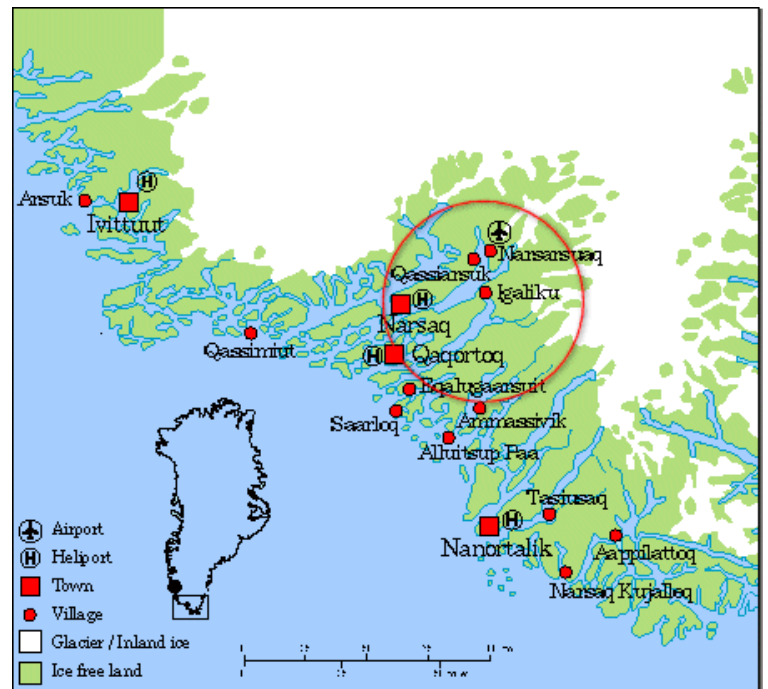 Arsuk
H
Ivittuut
Narsarsuaq
Qassiarsuk
Igaliku
H
Narsaq
H
Qaqortoq
Qassimiut
Eqalugaarsuit
Saarloq
Ammassivik
Alluitsup Paa
Tasiusaq
H
Nanortalik
Aappilattoq
Narsaq Kujalleq
Airport
H Heliport
Town
Village
Glacier / Inland ice
Ice free land